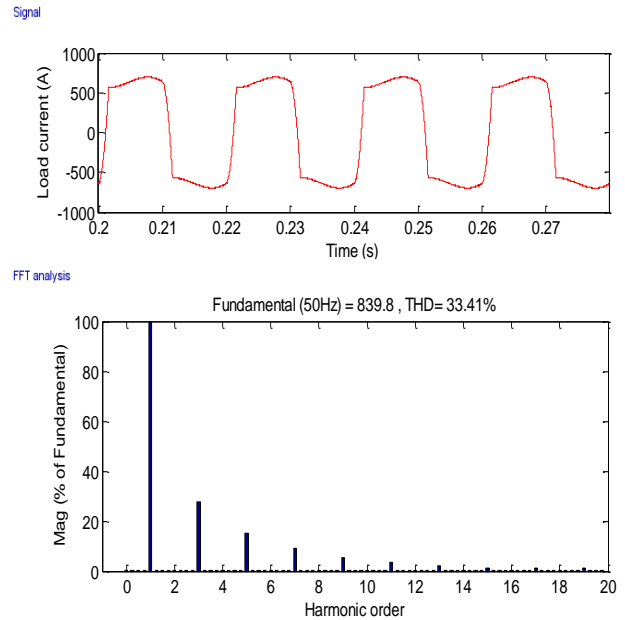 Signal
1000
500
0
-500
-1000
Load current (A)
0.2 0.21 0.22 0.23 0.24 0.25 0.26 0.27
Time (s)
FFT analysis
Fundamental (50Hz) = 839.8 , THD= 33.41%
100
80
60
40
20
0
Mag (% of Fundamental)
0 2 4 6 8 10 12 14 16 18 20
Harmonic order